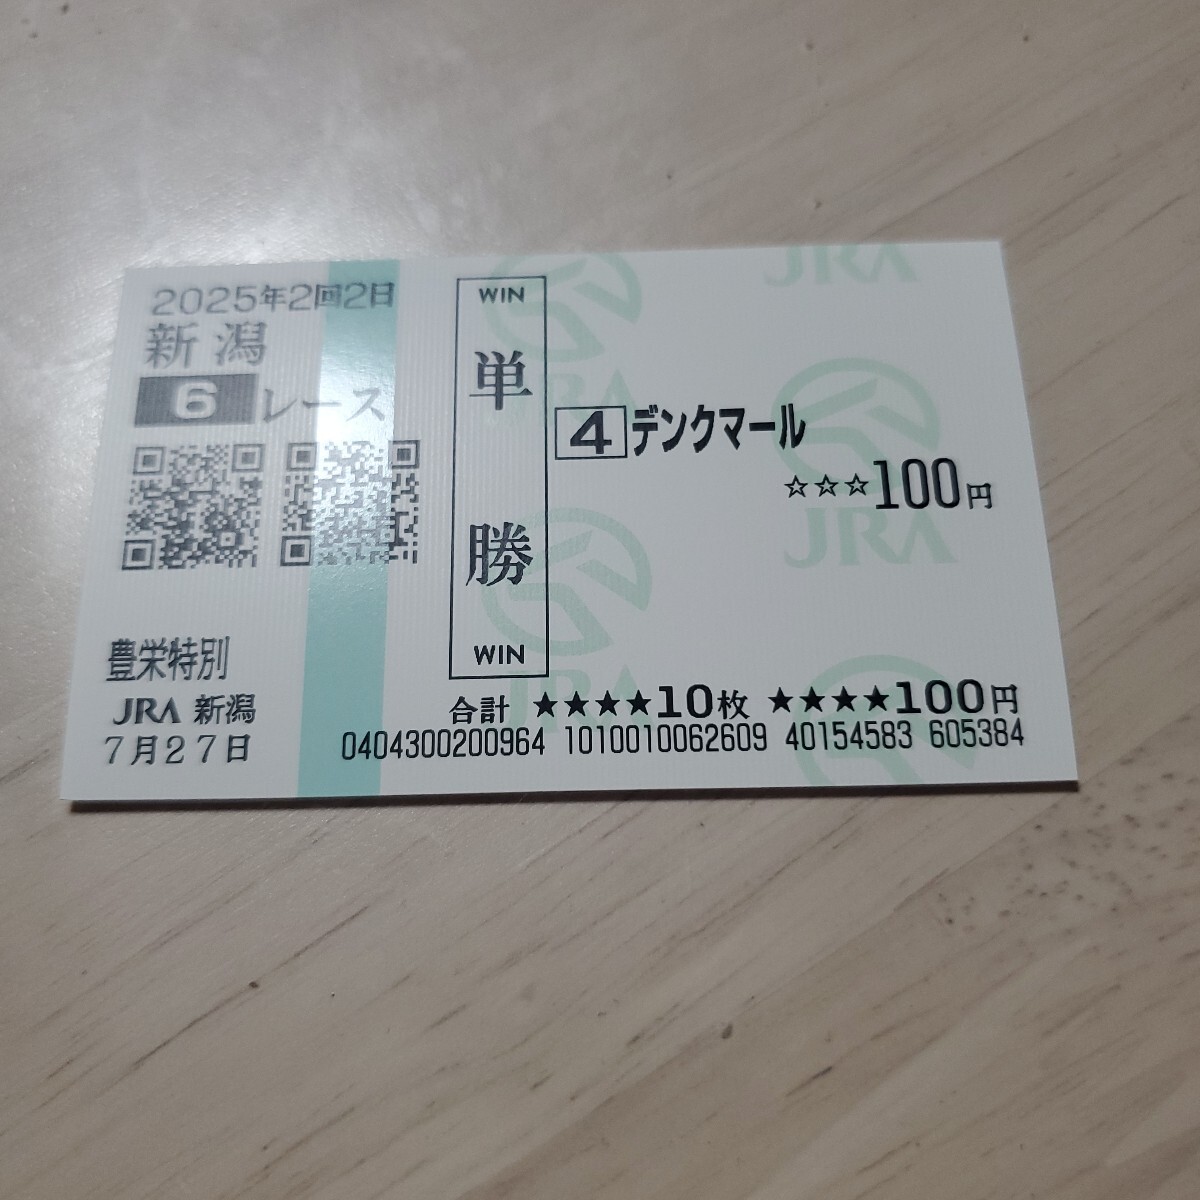 2025年2回2日
新潟
6レース
豊栄特別
JRA 新潟
7月27日
WIN
単勝
WIN
4 デンクマール
☆☆☆100円
合計 ★★★★10枚 ★★★★100円
0404300200964 1010010062609 40154583 605384
JRA
JRA
JRA
JRA